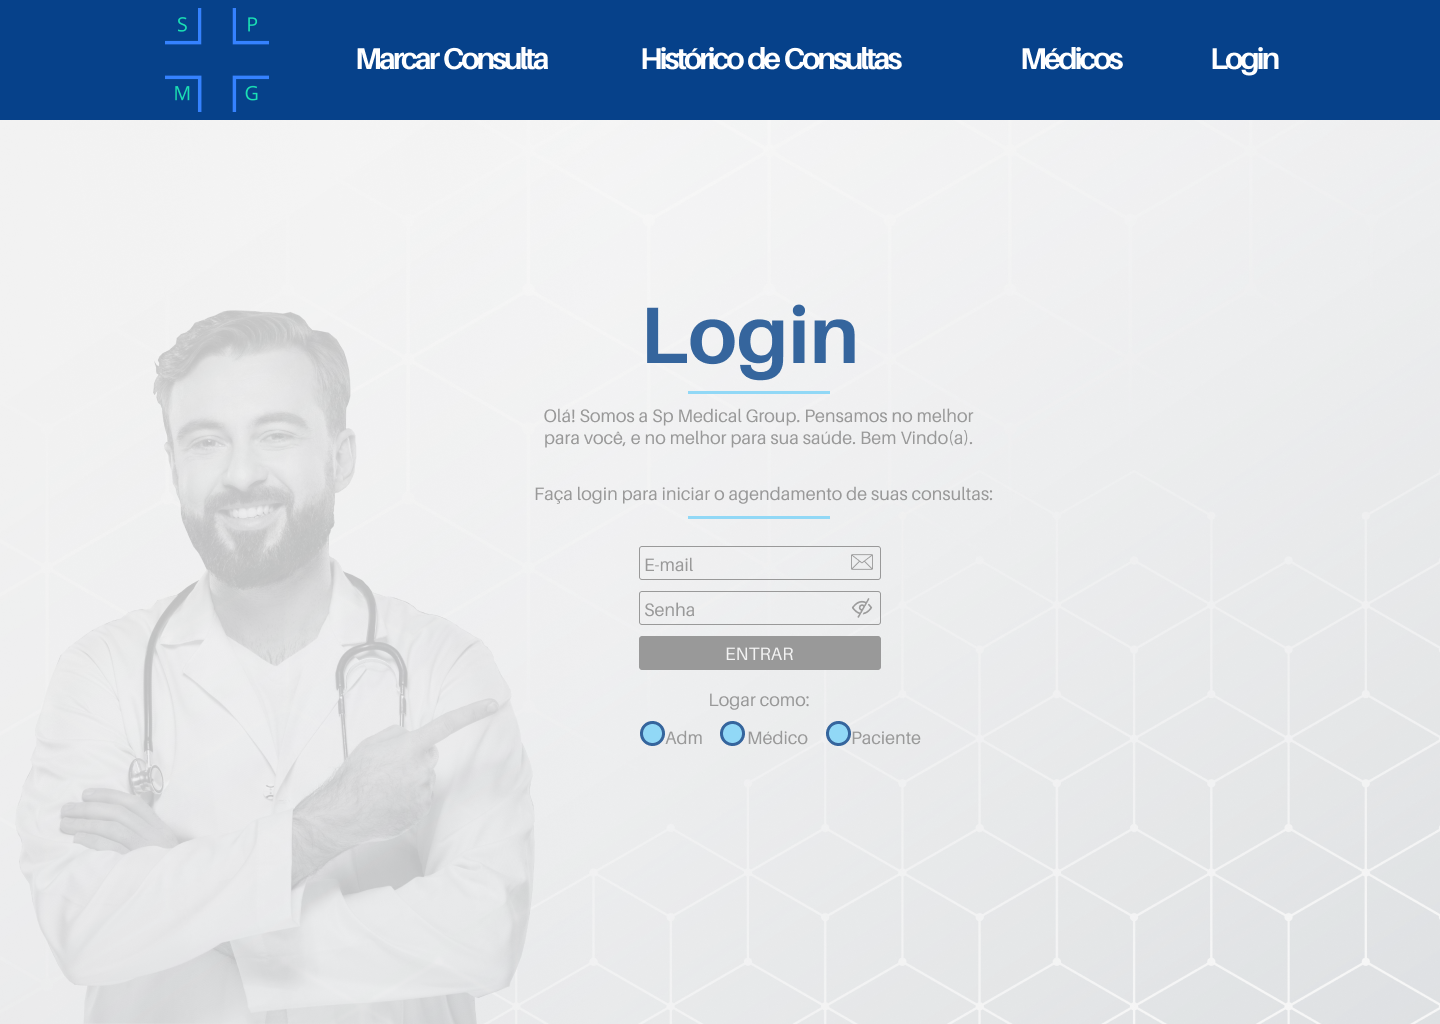 S P
M G
Marcar Consulta
Histórico de Consultas
Médicos
Login
Login
Olá! Somos a Sp Medical Group. Pensamos no melhor
para você, e no melhor para sua saúde. Bem Vindo(a).
Faça login para iniciar o agendamento de suas consultas:
E-mail
Senha
ENTRAR
Logar como:
Adm Médico Paciente